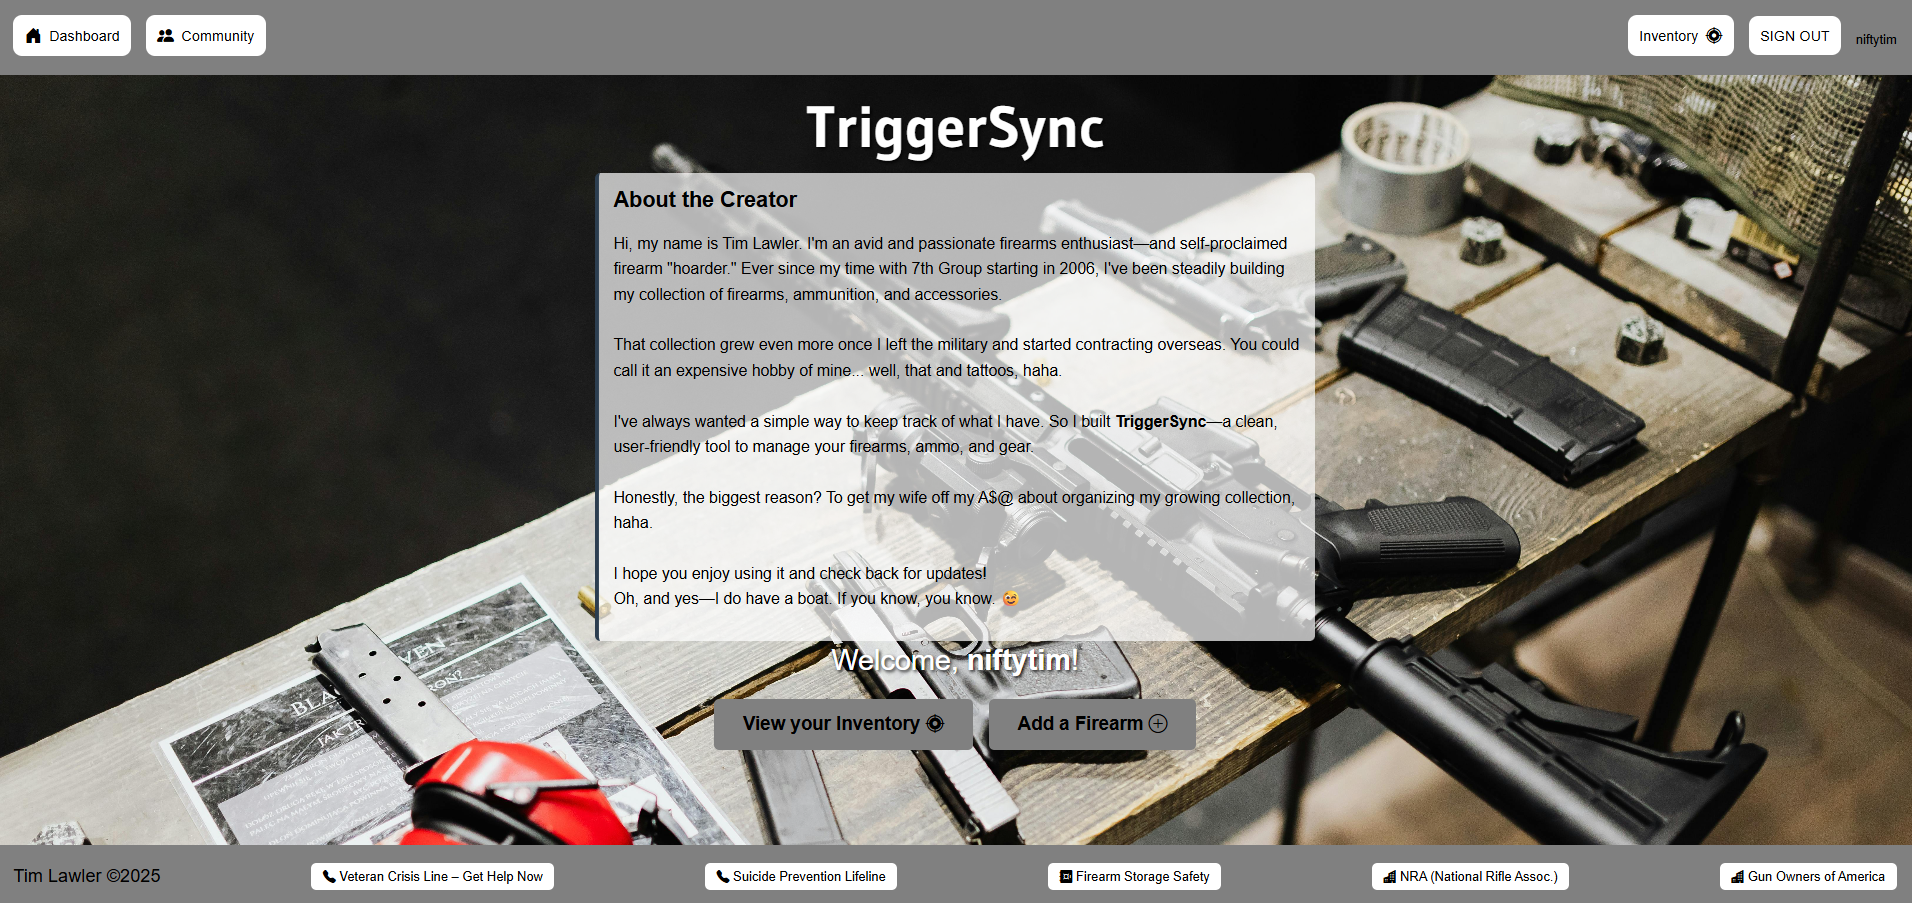 Dashboard
Community
Inventory
SIGN OUT
niftytim
TriggerSync
About the Creator
Hi, my name is Tim Lawler. I'm an avid and passionate firearms enthusiast—and self-proclaimed
firearm "hoarder." Ever since my time with 7th Group starting in 2006, I've been steadily building
my collection of firearms, ammunition, and accessories.
That collection grew even more once I left the military and started contracting overseas. You could
call it an expensive hobby of mine... well, that and tattoos, haha.
I've always wanted a simple way to keep track of what I have. So I built TriggerSync—a clean,
user-friendly tool to manage your firearms, ammo, and gear.
Honestly, the biggest reason? To get my wife off my A$@ about organizing my growing collection,
haha.
I hope you enjoy using it and check back for updates!
Oh, and yes—I do have a boat. If you know, you know. 😉
Welcome, niftytim!
View your Inventory
Add a Firearm
Tim Lawler ©2025
Veteran Crisis Line – Get Help Now
Suicide Prevention Lifeline
Firearm Storage Safety
NRA (National Rifle Assoc.)
Gun Owners of America